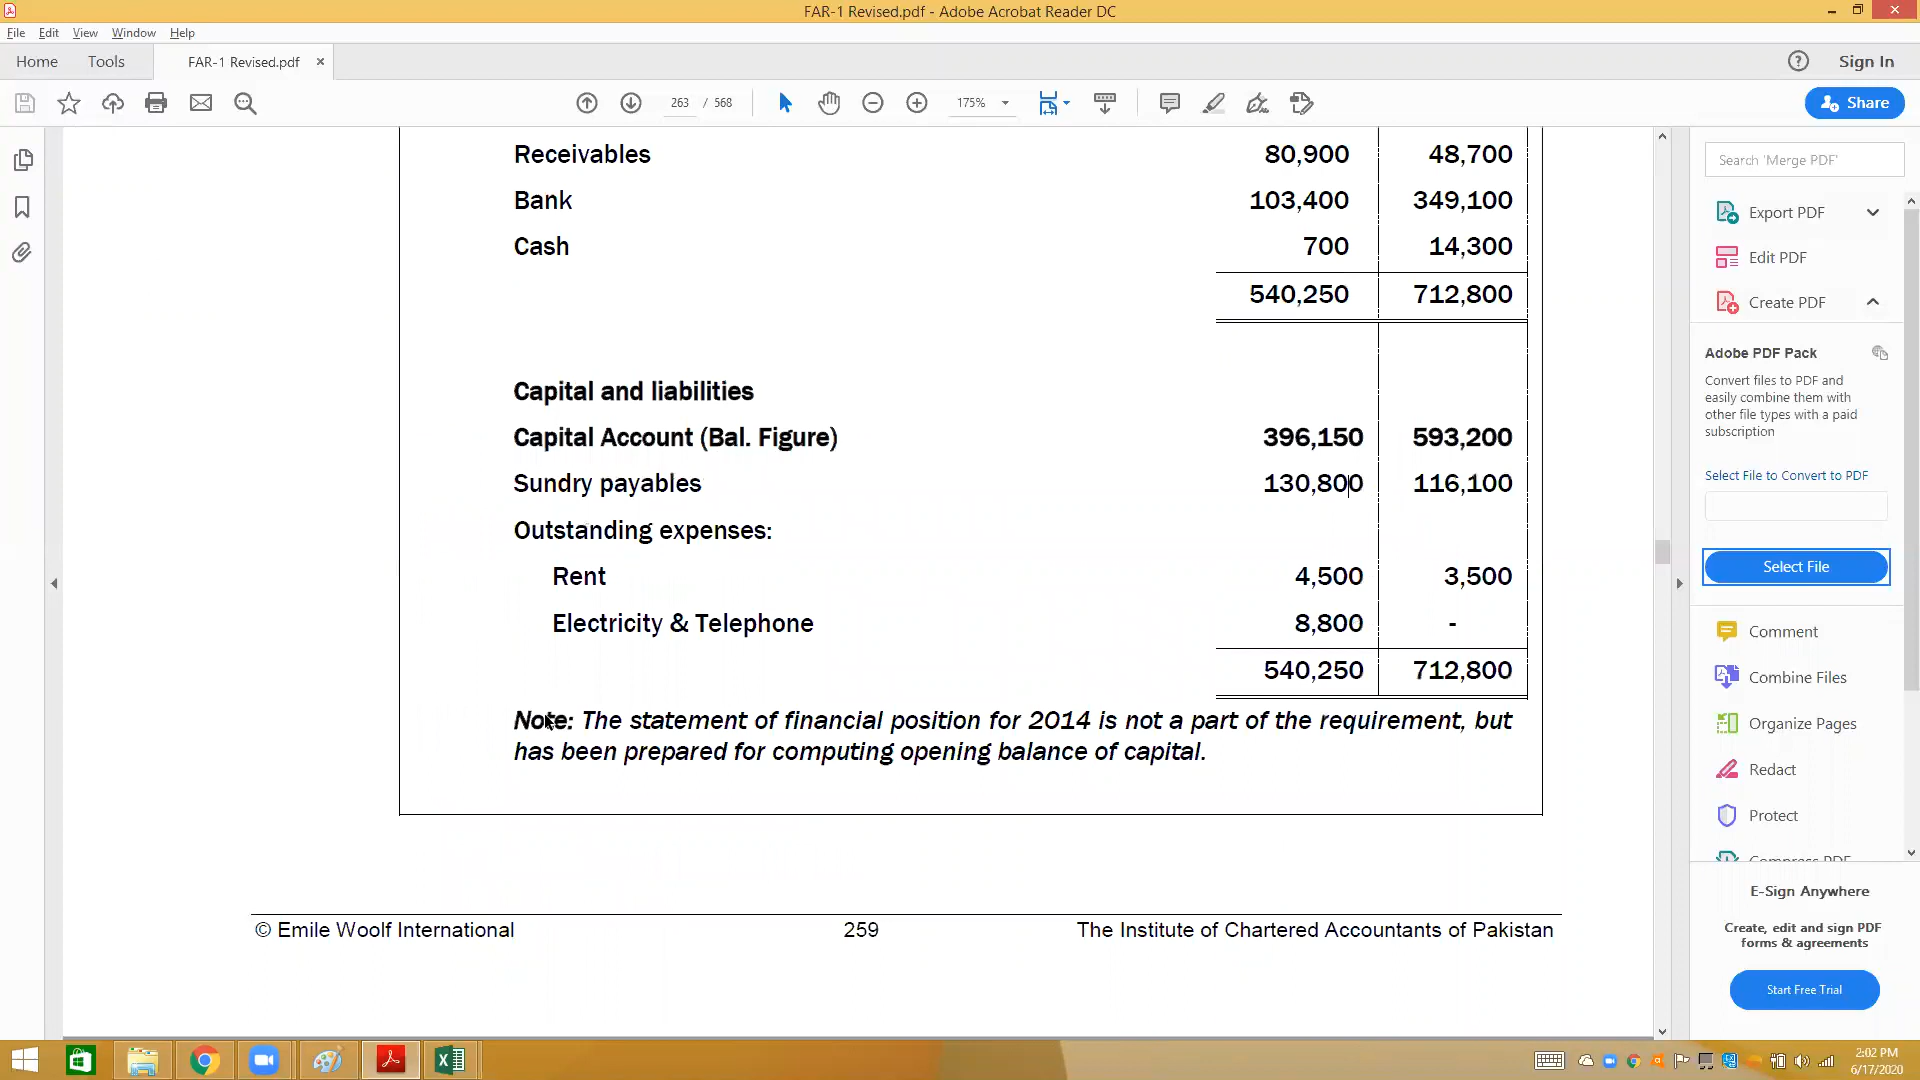 FAR-1 Revised.pdf - Adobe Acrobat Reader DC
File Edit View Window Help
Home Tools FAR-1 Revised.pdf × Sign In
263 / 568 175% Share
Receivables 80,900 48,700
Bank 103,400 349,100
Cash 700 14,300
540,250 712,800
Capital and liabilities
Capital Account (Bal. Figure) 396,150 593,200
Sundry payables 130,800 116,100
Outstanding expenses:
Rent 4,500 3,500
Electricity & Telephone 8,800 -
540,250 712,800
Note: The statement of financial position for 2014 is not a part of the requirement, but
has been prepared for computing opening balance of capital.
© Emile Woolf International 259 The Institute of Chartered Accountants of Pakistan
Search 'Merge PDF'
Export PDF
Edit PDF
Create PDF
Adobe PDF Pack
Convert files to PDF and
easily combine them with
other file types with a paid
subscription
Select File to Convert to PDF
Select File
Comment
Combine Files
Organize Pages
Redact
Protect
Compress PDF
E-Sign Anywhere
Create, edit and sign PDF
forms & agreements
Start Free Trial
2:02 PM
6/17/2020